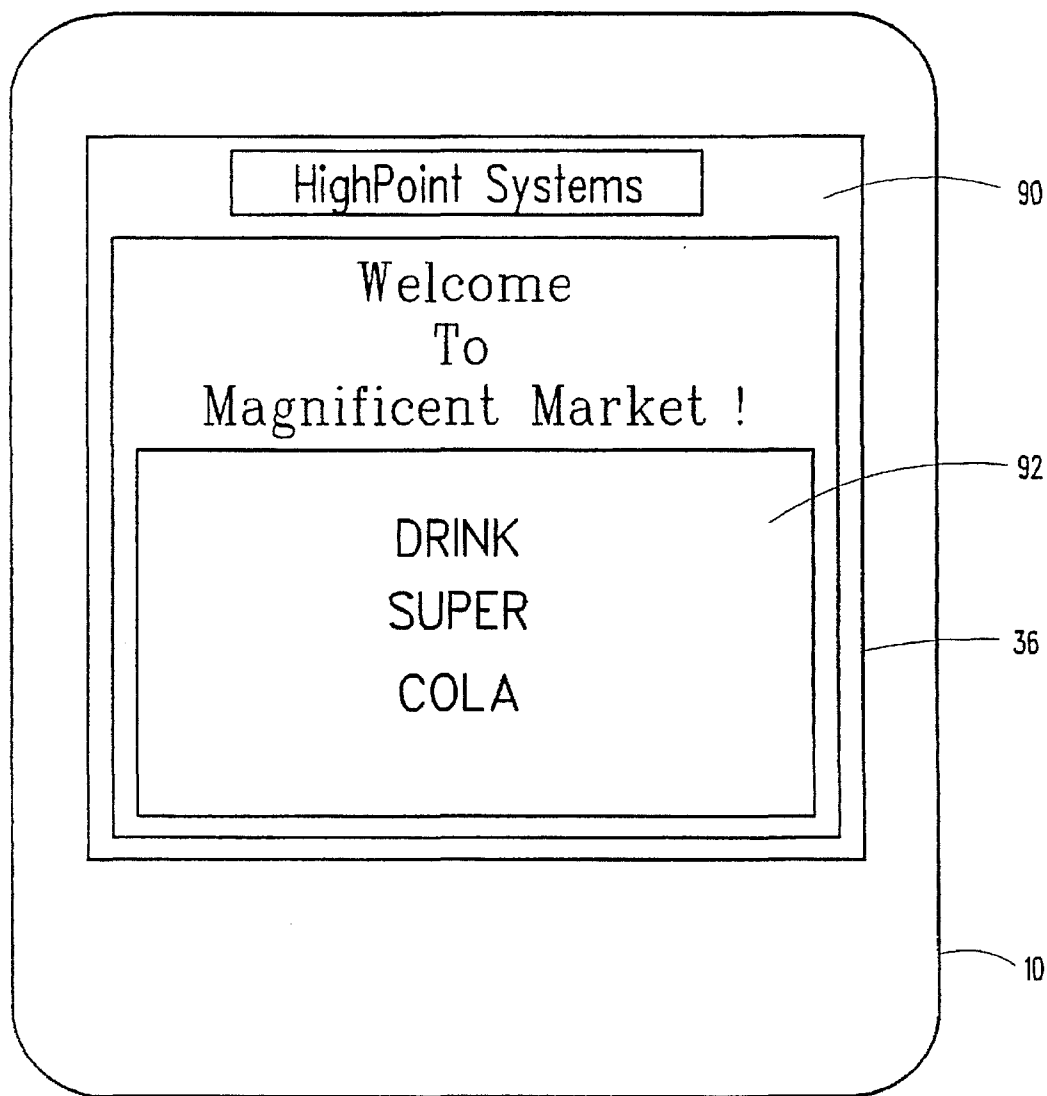 HighPoint Systems
90
Welcome
To
Magnificent Market !
92
DRINK
SUPER
36
COLA
10